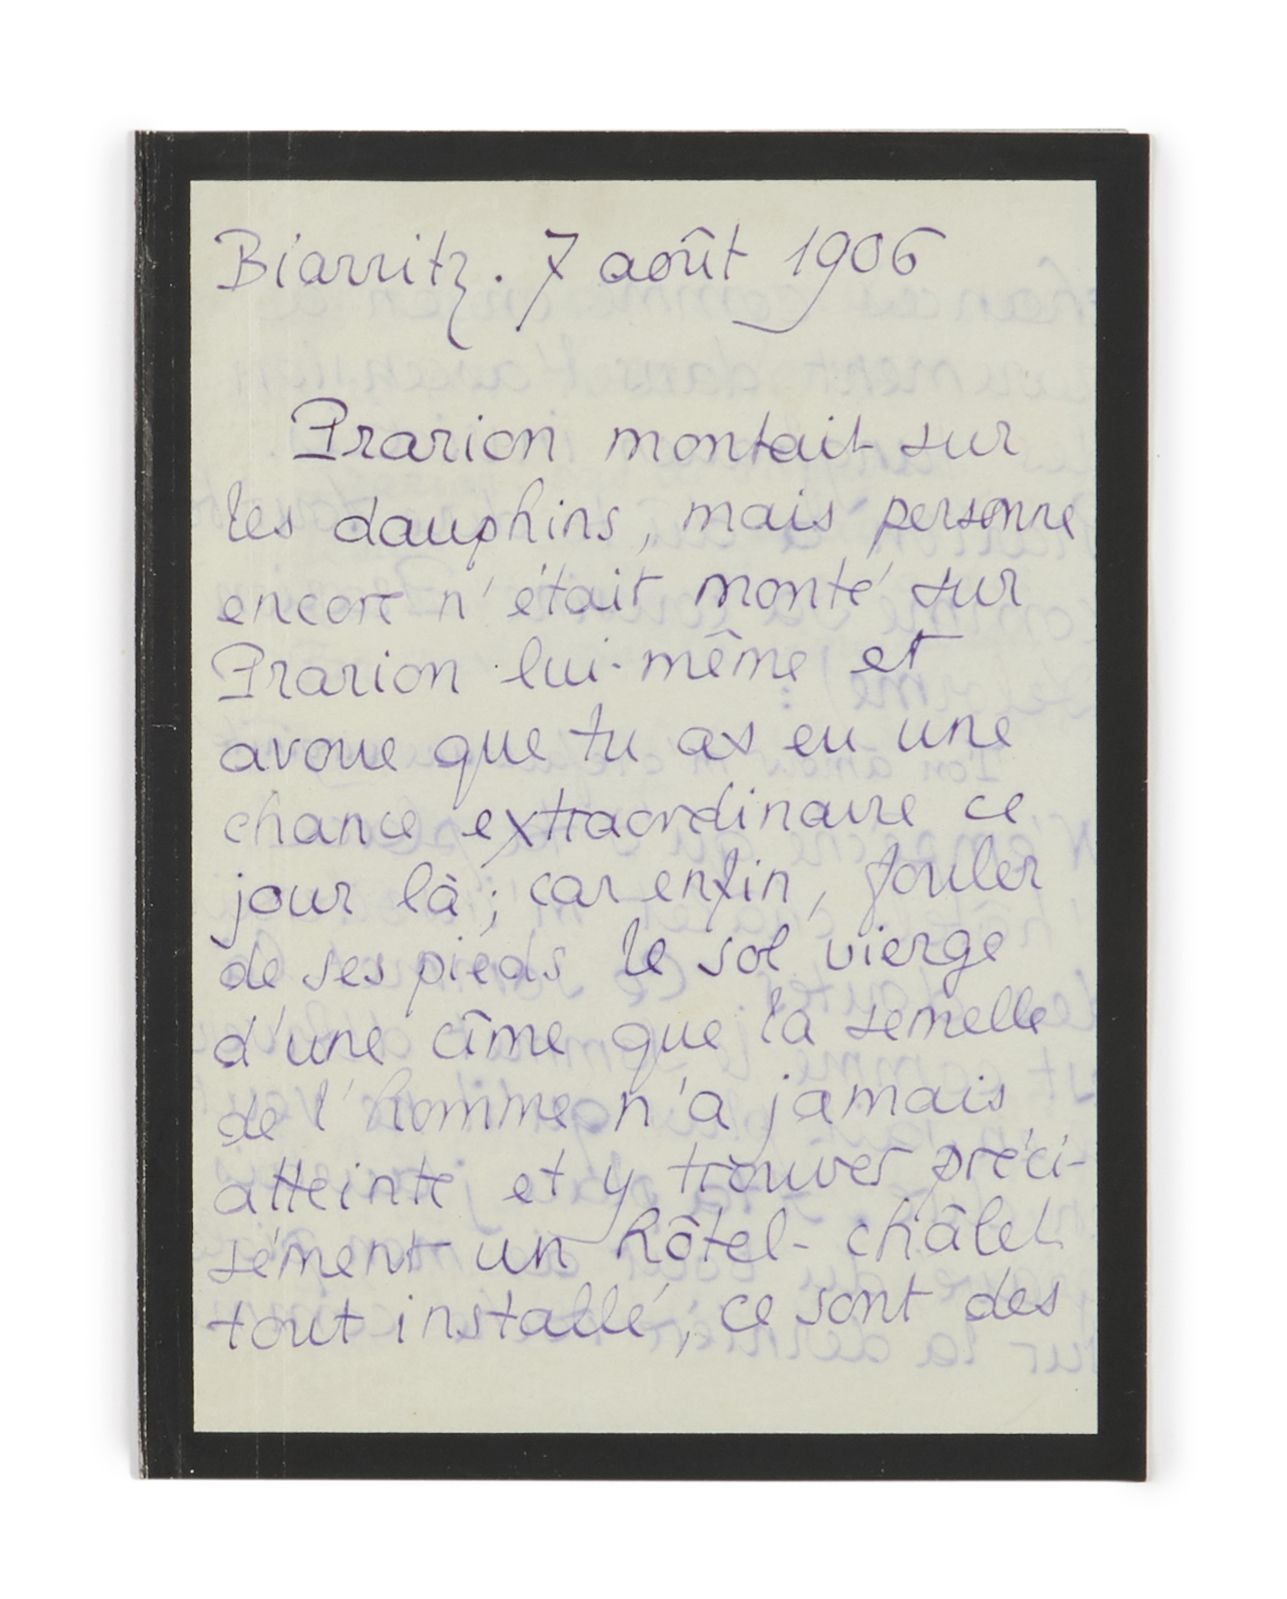 Biarritz. 7 août 1906
Prarion montait sur
les dauphins, mais personne
encore n'était monté sur
Prarion lui-même et
avoue que tu as eu une
chance extraordinaire ce
jour là ; car enfin, fouler
de ses pieds le sol vierge
d'une cîme que la semelle
de l'homme n'a jamais
atteinte et y trouver préci-
sément un hôtel-châlet
tout installé, ce sont des